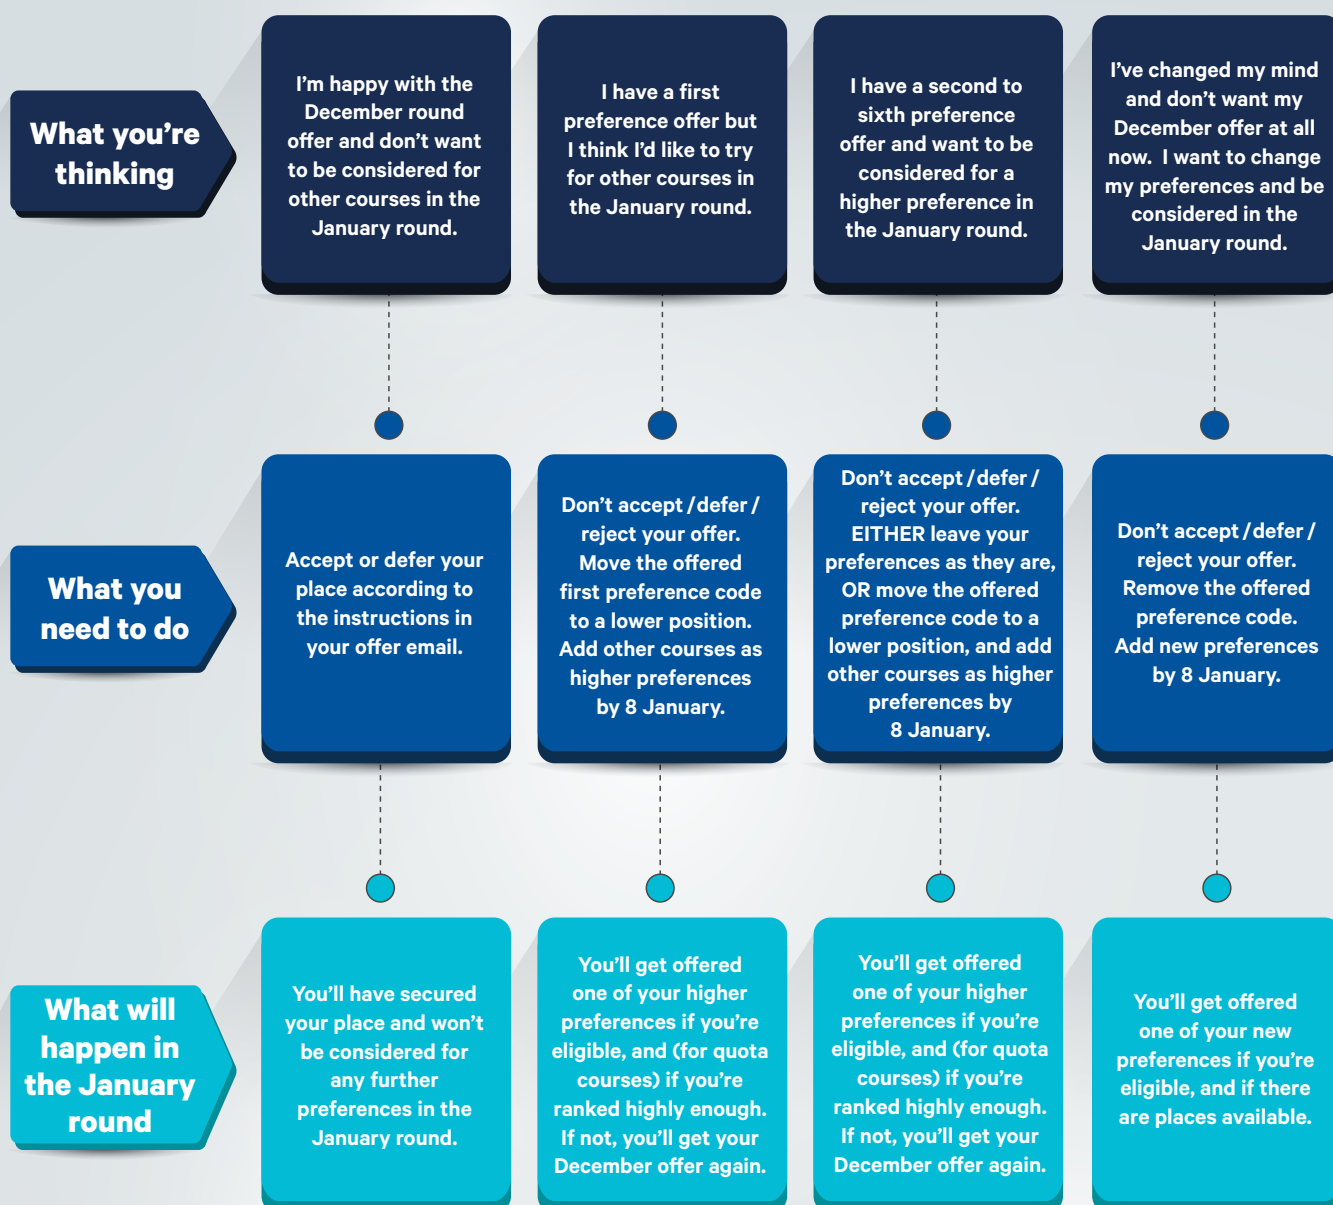 What you're
thinking
I'm happy with the
December round
offer and don't want
to be considered for
other courses in the
January round.
I have a first
preference offer but
I think I'd like to try
for other courses in
the January round.
I have a second to
sixth preference
offer and want to be
considered for a
higher preference in
the January round.
I've changed my mind
and don't want my
December offer at all
now.  I want to change
my preferences and be
considered in the
January round.
What you
need to do
Accept or defer your
place according to
the instructions in
your offer email.
Don't accept / defer /
reject your offer.
Move the offered
first preference code
to a lower position.
Add other courses as
higher preferences
by 8 January.
Don't accept / defer /
reject your offer.
EITHER leave your
preferences as they are,
OR move the offered
preference code to a
lower position, and add
other courses as higher
preferences by
8 January.
Don't accept / defer /
reject your offer.
Remove the offered
preference code.
Add new preferences
by 8 January.
What will
happen in
the January
round
You'll have secured
your place and won't
be considered for
any further
preferences in the
January round.
You'll get offered
one of your higher
preferences if you're
eligible, and (for quota
courses) if you're
ranked highly enough.
If not, you'll get your
December offer again.
You'll get offered
one of your higher
preferences if you're
eligible, and (for quota
courses) if you're
ranked highly enough.
If not, you'll get your
December offer again.
You'll get offered
one of your new
preferences if you're
eligible, and if there
are places available.